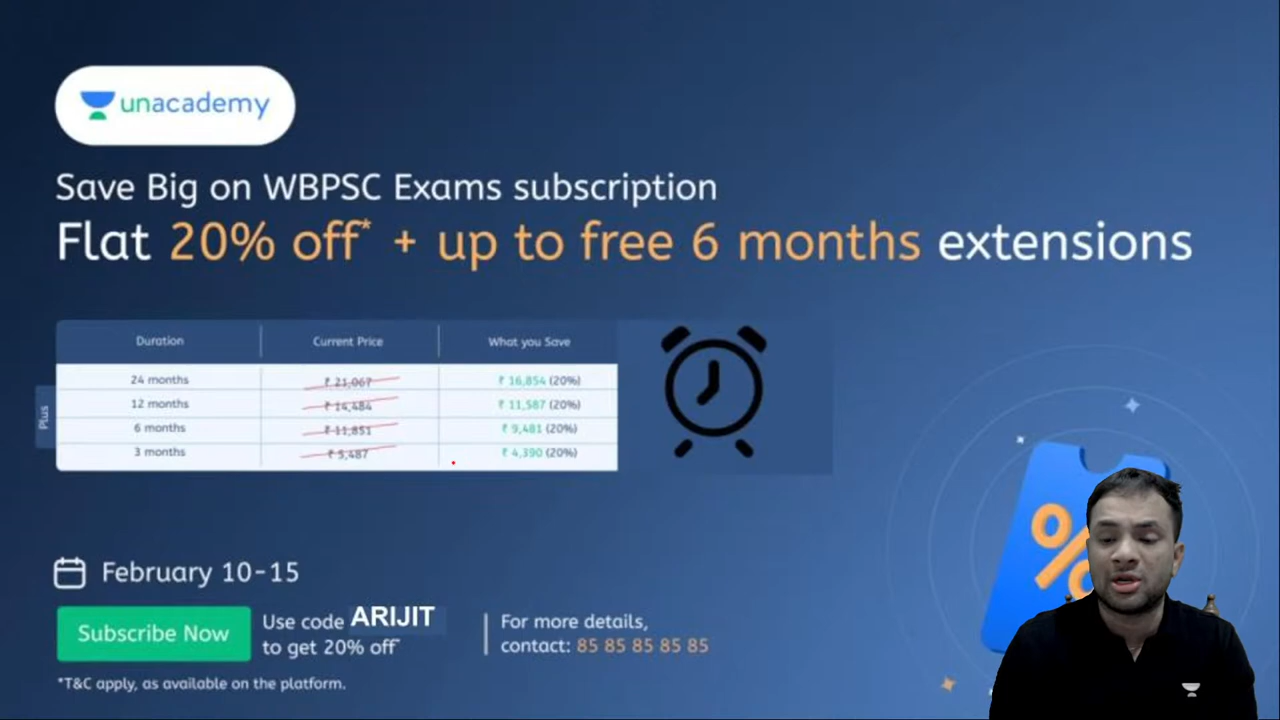 unacademy
Save Big on WBPSC Exams subscription
Flat 20% off* + up to free 6 months extensions
Duration Current Price What you Save
Plus
24 months ₹ 21,067 ₹ 16,854 (20%)
12 months ₹ 14,484 ₹ 11,587 (20%)
6 months ₹ 11,851 ₹ 9,481 (20%)
3 months ₹ 5,487 ₹ 4,390 (20%)
%
February 10-15
Subscribe Now
Use code ARIJIT
to get 20% off*
For more details,
contact: 85 85 85 85 85
*T&C apply, as available on the platform.